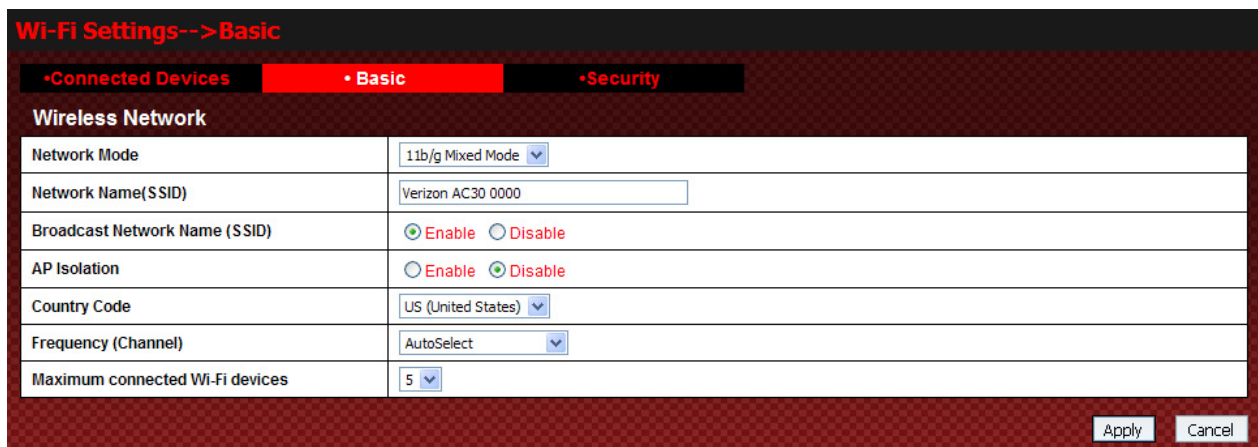 Wi-Fi Settings-->Basic
•Connected Devices • Basic •Security
Wireless Network
Network Mode 11b/g Mixed Mode
Network Name(SSID) Verizon AC30 0000
Broadcast Network Name (SSID) Enable Disable
AP Isolation Enable Disable
Country Code US (United States)
Frequency (Channel) AutoSelect
Maximum connected Wi-Fi devices 5
Apply Cancel